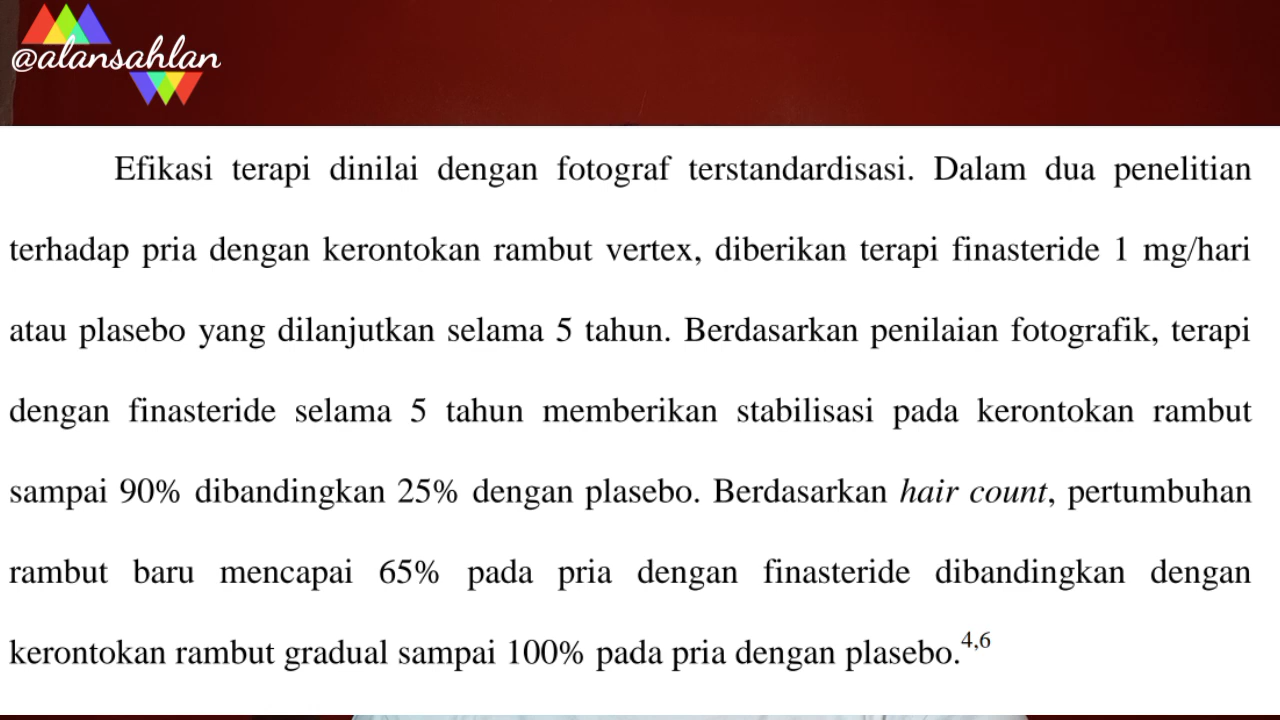 @alansahlan
Efikasi terapi dinilai dengan fotograf terstandardisasi. Dalam dua penelitian
terhadap pria dengan kerontokan rambut vertex, diberikan terapi finasteride 1 mg/hari
atau plasebo yang dilanjutkan selama 5 tahun. Berdasarkan penilaian fotografik, terapi
dengan finasteride selama 5 tahun memberikan stabilisasi pada kerontokan rambut
sampai 90% dibandingkan 25% dengan plasebo. Berdasarkan hair count, pertumbuhan
rambut baru mencapai 65% pada pria dengan finasteride dibandingkan dengan
kerontokan rambut gradual sampai 100% pada pria dengan plasebo.4,6